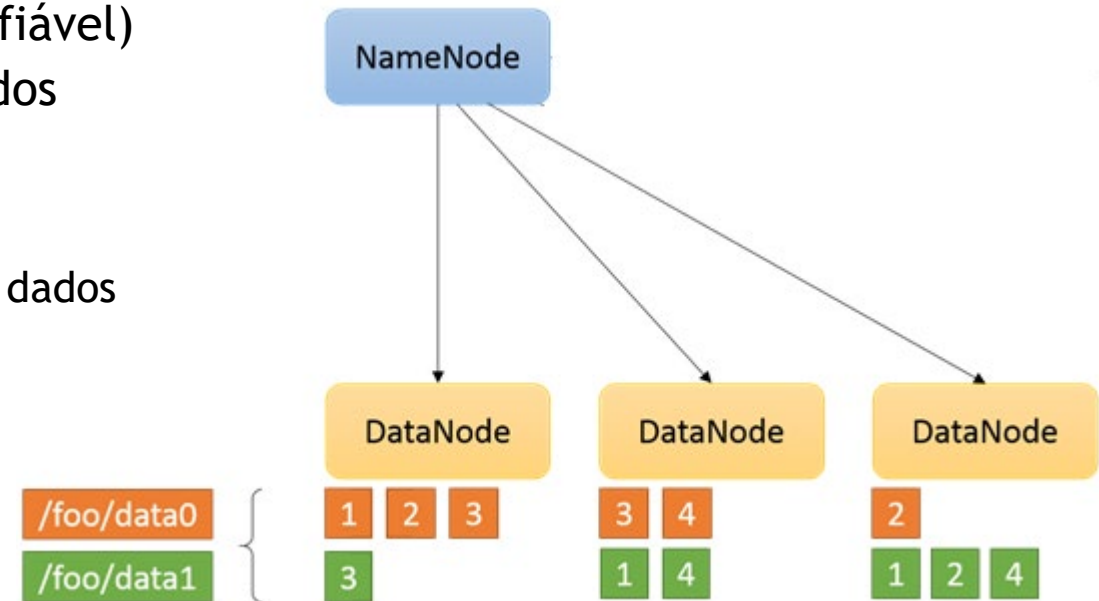 fiável)
dos
dados
NameNode
DataNode DataNode DataNode
/foo/data0 1 2 3 3 4 2
/foo/data1 3 1 4 1 2 4